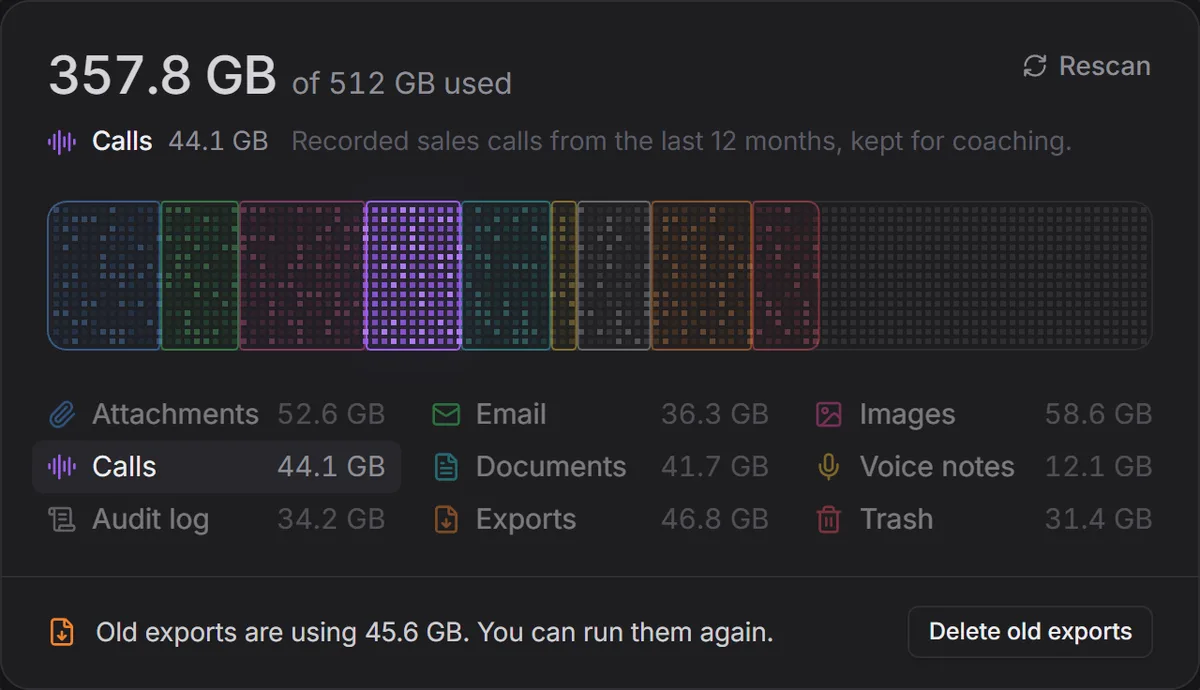 357.8 GB of 512 GB used
Rescan
Calls 44.1 GB Recorded sales calls from the last 12 months, kept for coaching.
Attachments 52.6 GB
Email 36.3 GB
Images 58.6 GB
Calls 44.1 GB
Documents 41.7 GB
Voice notes 12.1 GB
Audit log 34.2 GB
Exports 46.8 GB
Trash 31.4 GB
Old exports are using 45.6 GB. You can run them again.
Delete old exports